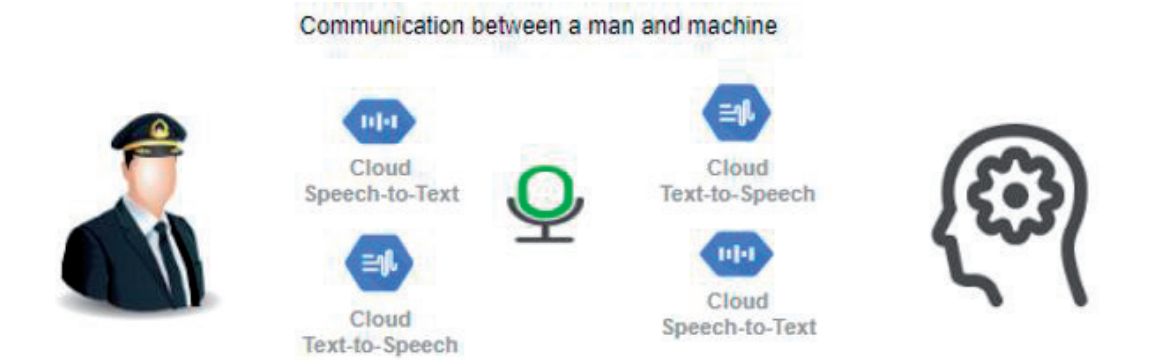 Communication between a man and machine
Cloud
Speech-to-Text
Cloud
Text-to-Speech
Cloud
Text-to-Speech
Cloud
Speech-to-Text